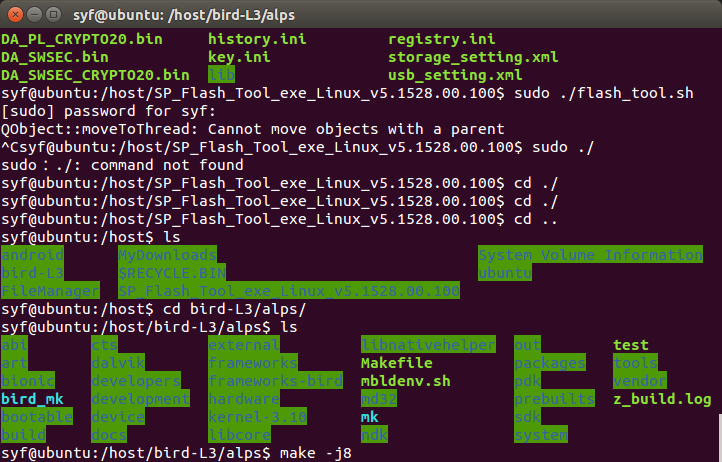 syf@ubuntu: /host/bird-L3/alps
DA_PL_CRYPTO20.bin history.ini registry.ini
DA_SWSEC.bin key.ini storage_setting.xml
DA_SWSEC_CRYPTO20.bin lib usb_setting.xml
syf@ubuntu:/host/SP_Flash_Tool_exe_Linux_v5.1528.00.100$ sudo ./flash_tool.sh
[sudo] password for syf:
QObject::moveToThread: Cannot move objects with a parent
^Csyf@ubuntu:/host/SP_Flash_Tool_exe_Linux_v5.1528.00.100$ sudo ./
sudo：./: command not found
syf@ubuntu:/host/SP_Flash_Tool_exe_Linux_v5.1528.00.100$ cd ./
syf@ubuntu:/host/SP_Flash_Tool_exe_Linux_v5.1528.00.100$ cd ./
syf@ubuntu:/host/SP_Flash_Tool_exe_Linux_v5.1528.00.100$ cd ..
syf@ubuntu:/host$ ls
android MyDownloads System Volume Information
bird-L3 $RECYCLE.BIN ubuntu
FileManager SP_Flash_Tool_exe_Linux_v5.1528.00.100
syf@ubuntu:/host$ cd bird-L3/alps/
syf@ubuntu:/host/bird-L3/alps$ ls
abi cts external libnativehelper out test
art dalvik frameworks Makefile packages tools
bionic developers frameworks-bird mbldenv.sh pdk vendor
bird_mk development hardware md32 prebuilts z_build.log
bootable device kernel-3.18 mk sdk
build docs libcore ndk system
syf@ubuntu:/host/bird-L3/alps$ make -j8